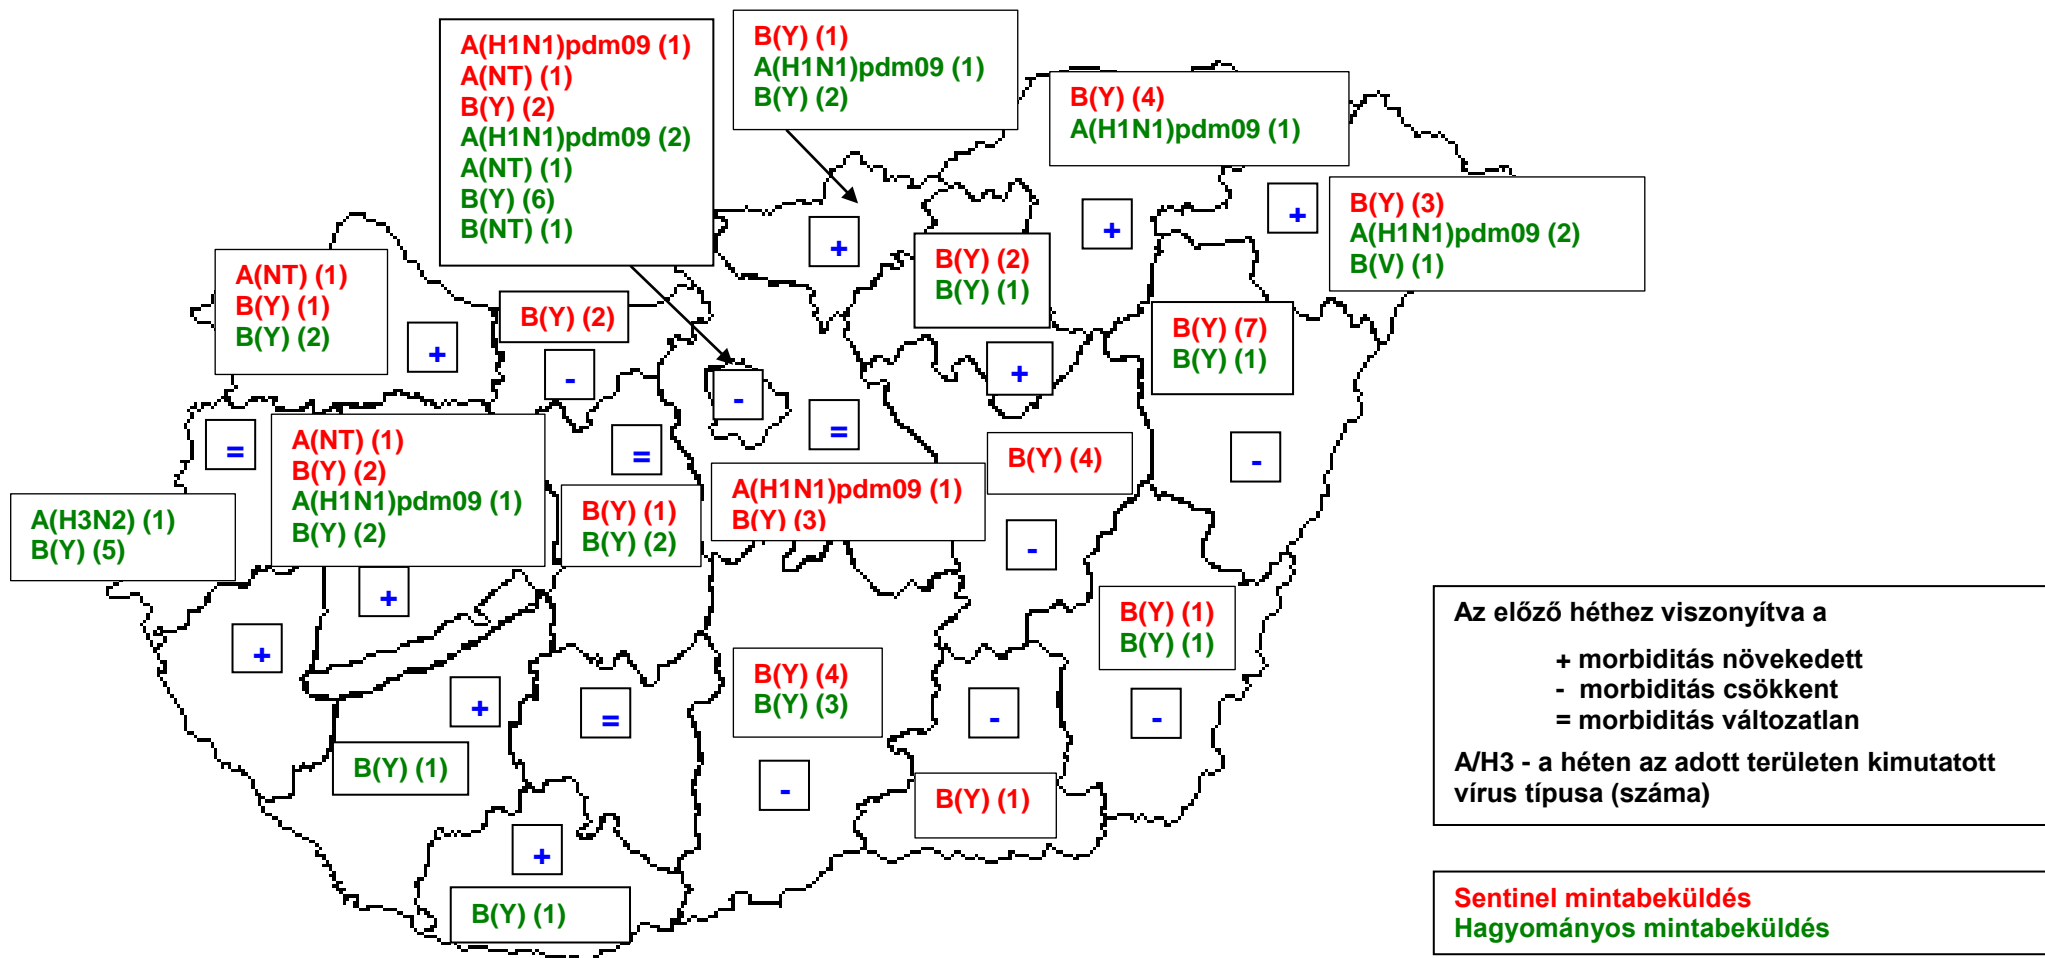 A(H1N1)pdm09 (1)
A(NT) (1)
B(Y) (2)
A(H1N1)pdm09 (2)
A(NT) (1)
B(Y) (6)
B(NT) (1)
B(Y) (1)
A(H1N1)pdm09 (1)
B(Y) (2)
B(Y) (4)
A(H1N1)pdm09 (1)
B(Y) (3)
A(H1N1)pdm09 (2)
B(V) (1)
+
+
+
B(Y) (2)
B(Y) (1)
A(NT) (1)
B(Y) (1)
B(Y) (2)
+
B(Y) (2)
-
-
+
B(Y) (7)
B(Y) (1)
=
A(NT) (1)
B(Y) (2)
A(H1N1)pdm09 (1)
B(Y) (2)
=
=
B(Y) (4)
-
A(H3N2) (1)
B(Y) (5)
B(Y) (1)
B(Y) (2)
A(H1N1)pdm09 (1)
B(Y) (3)
-
+
+
B(Y) (1)
B(Y) (1)
+
=
B(Y) (4)
B(Y) (3)
-
-
B(Y) (1)
-
B(Y) (1)
+
B(Y) (1)
Az előző héthez viszonyítva a
+ morbiditás növekedett
- morbiditás csökkent
= morbiditás változatlan
A/H3 - a héten az adott területen kimutatott
vírus típusa (száma)
Sentinel mintabeküldés
Hagyományos mintabeküldés